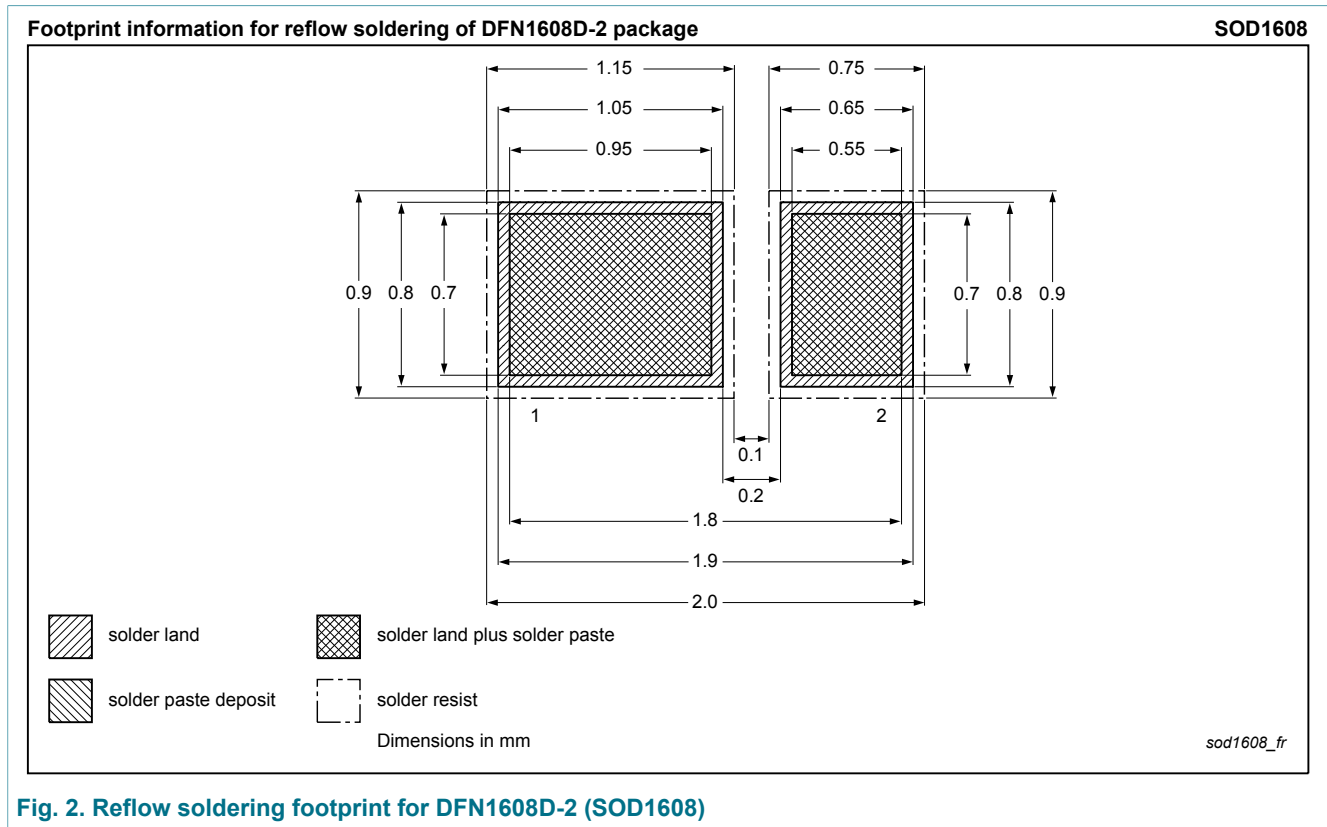 Footprint information for reflow soldering of DFN1608D-2 package SOD1608
1.15 0.75
1.05 0.65
0.95 0.55
0.9 0.8 0.7 0.7 0.8 0.9
1 2
0.1
0.2
1.8
1.9
2.0
solder land solder land plus solder paste
solder paste deposit solder resist
Dimensions in mm sod1608_fr
Fig. 2. Reflow soldering footprint for DFN1608D-2 (SOD1608)